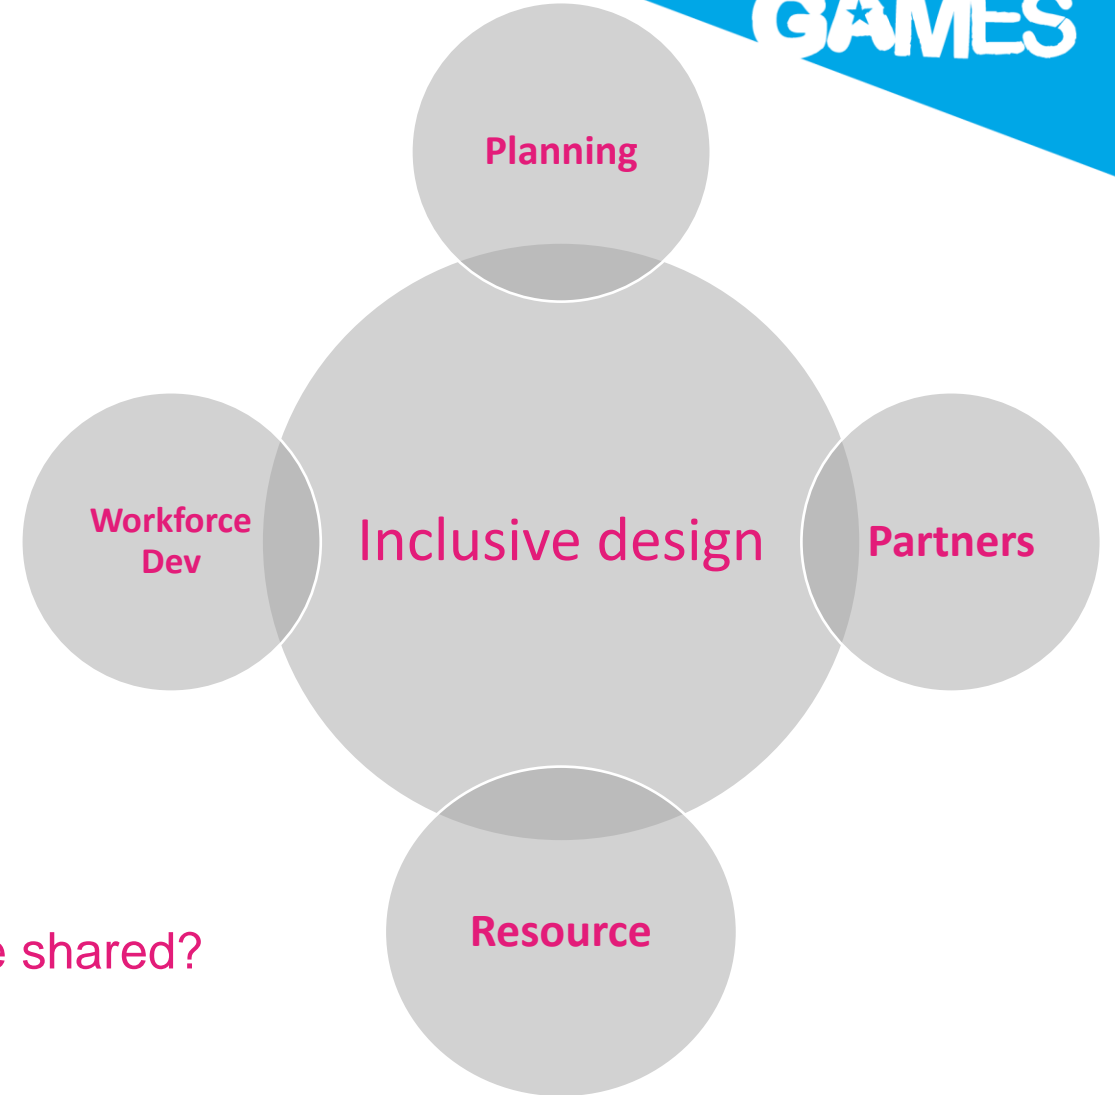 GAMES
Planning
Workforce
Dev
Inclusive design
Partners
Resource
shared?